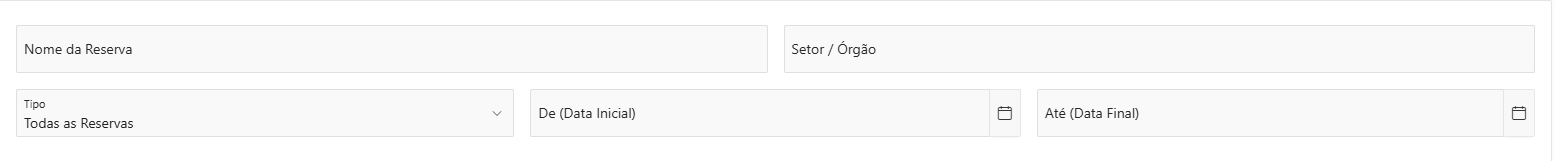 Nome da Reserva
Setor / Órgão
Tipo
Todas as Reservas
De (Data Inicial)
Até (Data Final)